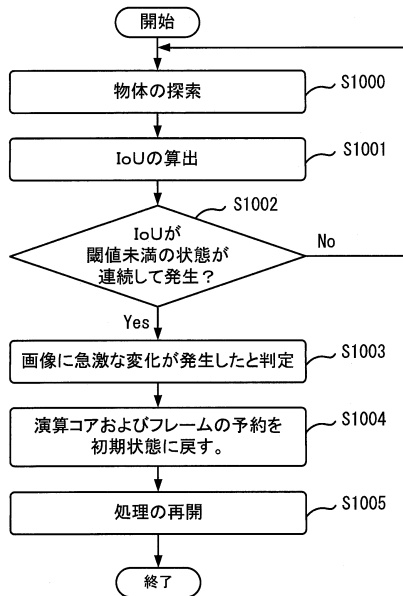 開始
物体の探索
S1000
IoUの算出
S1001
S1002
IoUが
閾値未満の状態が
連続して発生？
No
Yes
画像に急激な変化が発生したと判定
S1003
演算コアおよびフレームの予約を
初期状態に戻す。
S1004
処理の再開
S1005
終了